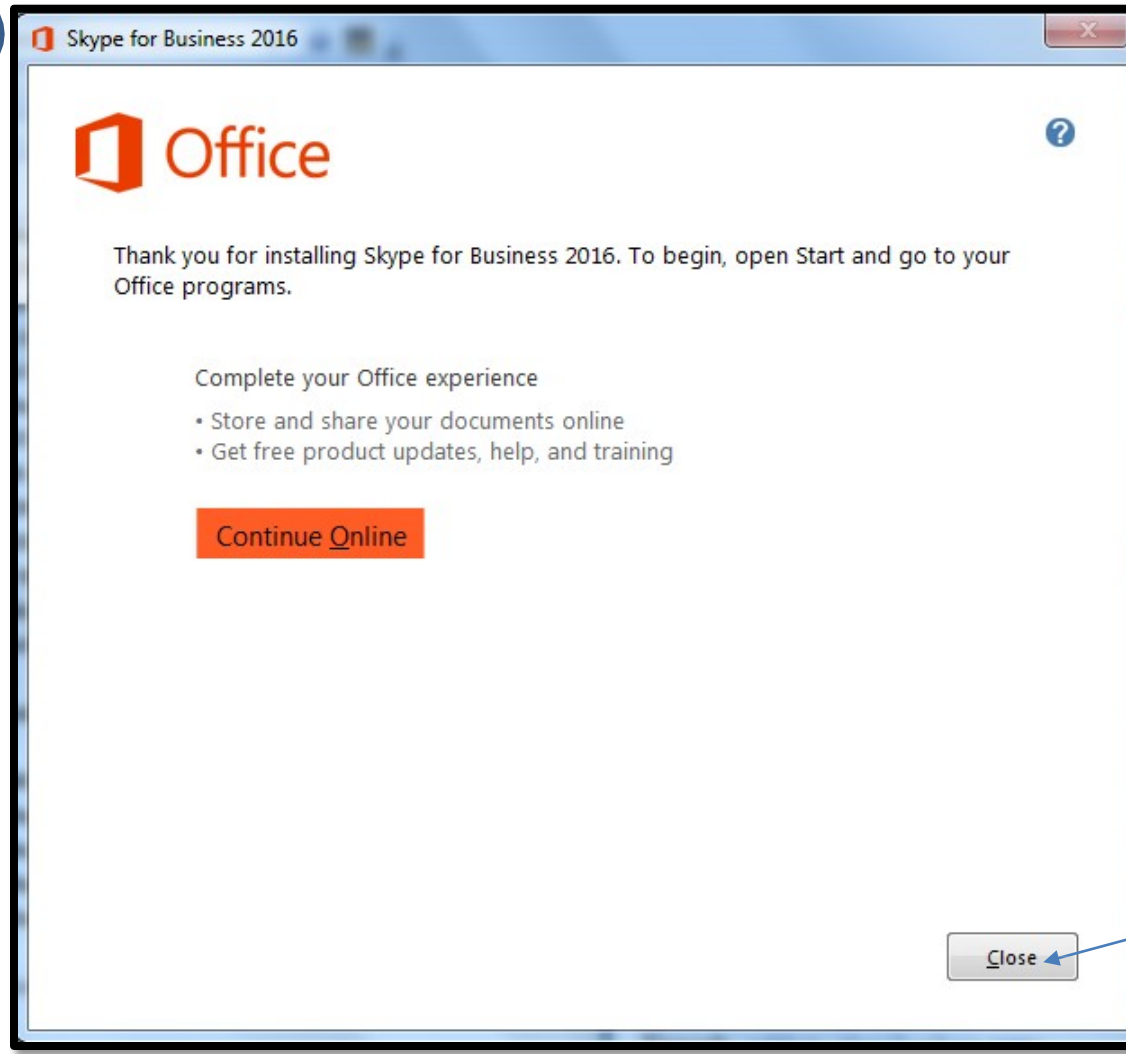 Skype for Business 2016
Office
Thank you for installing Skype for Business 2016. To begin, open Start and go to your
Office programs.
Complete your Office experience
• Store and share your documents online
• Get free product updates, help, and training
Continue Online
Close